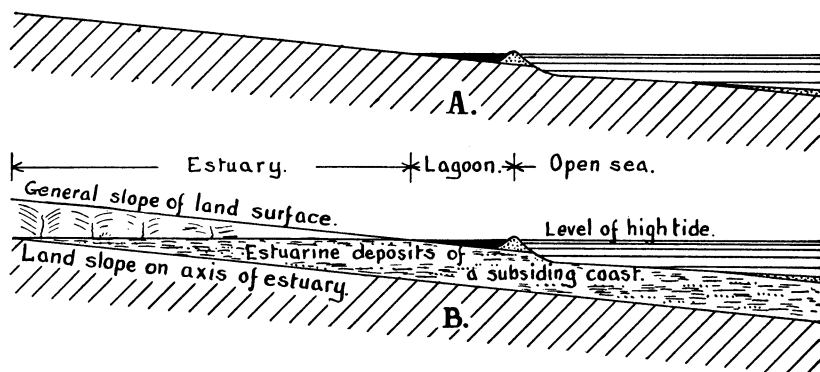 A.
Estuary. Lagoon. Open sea.
General slope of land surface.
Level of high tide.
Estuarine deposits of
a subsiding coast.
Land slope on axis of estuary.
B.